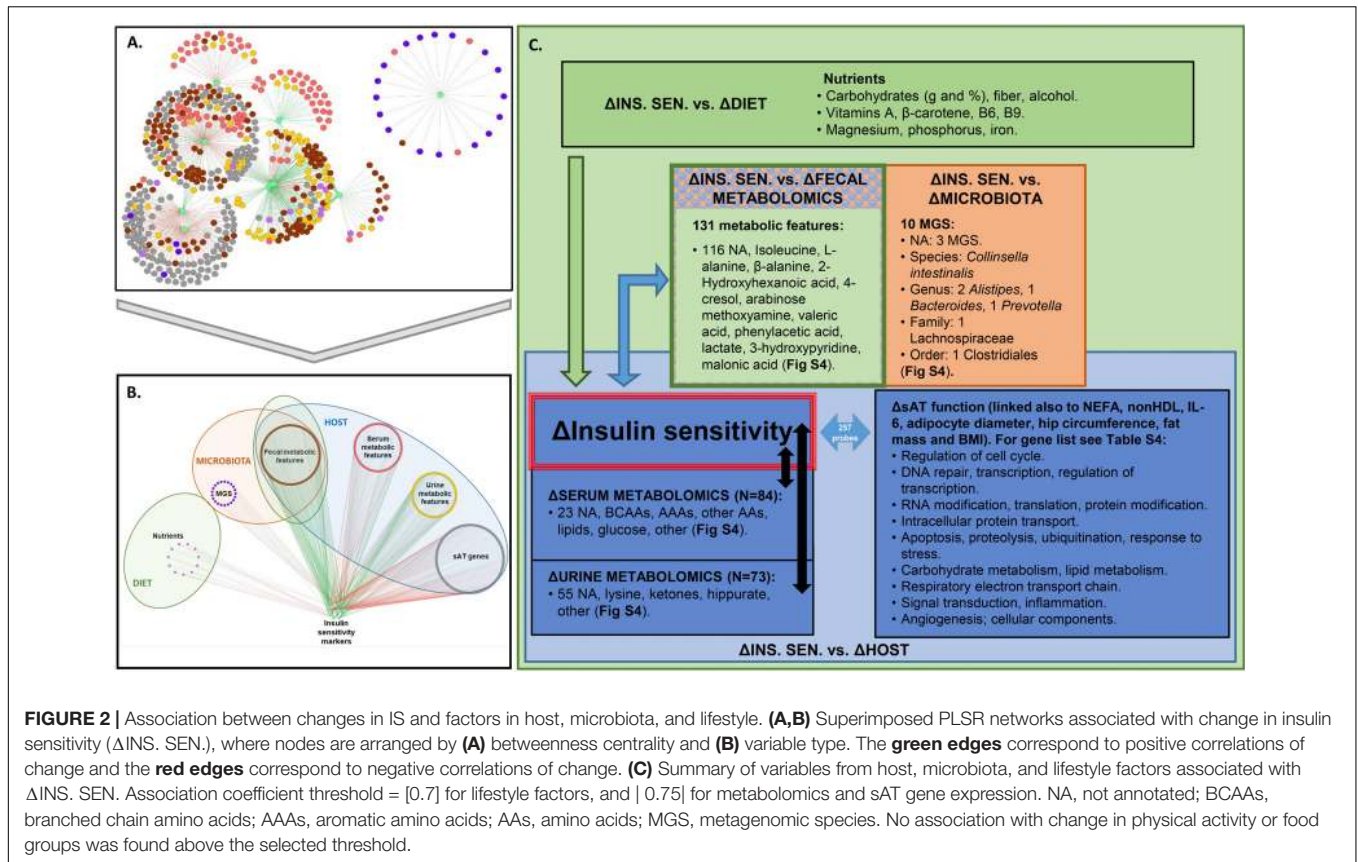 A.
B.
HOST
MICROBIOTA
Fecal metabolic
features
Serum
metabolic
features
Urine
metabolic
features
MGS
Nutrients
DIET
sAT genes
Insulin
sensitivity
markers
C.
ΔINS. SEN. vs. ΔDIET
Nutrients
• Carbohydrates (g and %), fiber, alcohol.
• Vitamins A, β-carotene, B6, B9.
• Magnesium, phosphorus, iron.
ΔINS. SEN. vs. ΔFECAL
METABOLOMICS
131 metabolic features:
• 116 NA, Isoleucine, L-
alanine, β-alanine, 2-
Hydroxyhexanoic acid, 4-
cresol, arabinose
methoxyamine, valeric
acid, phenylacetic acid,
lactate, 3-hydroxypyridine,
malonic acid (Fig S4).
ΔINS. SEN. vs.
ΔMICROBIOTA
10 MGS:
• NA: 3 MGS.
• Species: Collinsella
intestinalis
• Genus: 2 Alistipes, 1
Bacteroides, 1 Prevotella
• Family: 1
Lachnospiraceae
• Order: 1 Clostridiales
(Fig S4).
ΔInsulin sensitivity
257
probes
ΔSERUM METABOLOMICS (N=84):
• 23 NA, BCAAs, AAAs, other AAs,
lipids, glucose, other (Fig S4).
ΔURINE METABOLOMICS (N=73):
• 55 NA, lysine, ketones, hippurate,
other (Fig S4).
ΔsAT function (linked also to NEFA, nonHDL, IL-
6, adipocyte diameter, hip circumference, fat
mass and BMI). For gene list see Table S4:
• Regulation of cell cycle.
• DNA repair, transcription, regulation of
transcription.
• RNA modification, translation, protein modification.
• Intracellular protein transport.
• Apoptosis, proteolysis, ubiquitination, response to
stress.
• Carbohydrate metabolism, lipid metabolism.
• Respiratory electron transport chain.
• Signal transduction, inflammation.
• Angiogenesis; cellular components.
ΔINS. SEN. vs. ΔHOST
FIGURE 2 | Association between changes in IS and factors in host, microbiota, and lifestyle. (A,B) Superimposed PLSR networks associated with change in insulin
sensitivity (ΔINS. SEN.), where nodes are arranged by (A) betweenness centrality and (B) variable type. The green edges correspond to positive correlations of
change and the red edges correspond to negative correlations of change. (C) Summary of variables from host, microbiota, and lifestyle factors associated with
ΔINS. SEN. Association coefficient threshold = [0.7] for lifestyle factors, and | 0.75| for metabolomics and sAT gene expression. NA, not annotated; BCAAs,
branched chain amino acids; AAAs, aromatic amino acids; AAs, amino acids; MGS, metagenomic species. No association with change in physical activity or food
groups was found above the selected threshold.